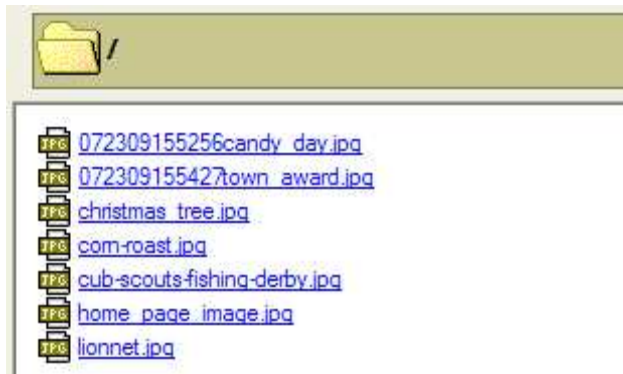 /
072309155256candy_day.jpg
072309155427town_award.jpg
christmas_tree.jpg
corn-roast.jpg
cub-scouts-fishing-derby.jpg
home_page_image.jpg
lionnet.jpg